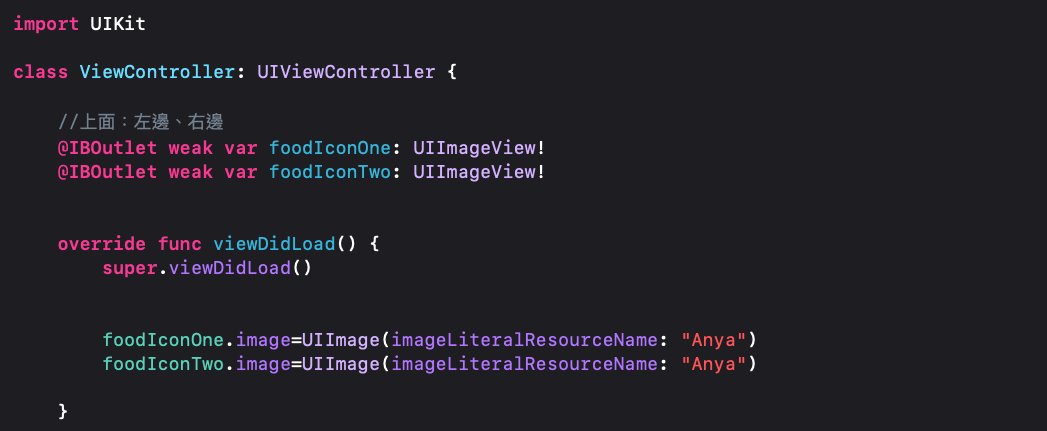 import UIKit
class ViewController: UIViewController {
//上面：左邊、右邊
@IBOutlet weak var foodIconOne: UIImageView!
@IBOutlet weak var foodIconTwo: UIImageView!
override func viewDidLoad() {
super.viewDidLoad()
foodIconOne.image=UIImage(imageLiteralResourceName: "Anya")
foodIconTwo.image=UIImage(imageLiteralResourceName: "Anya")
}